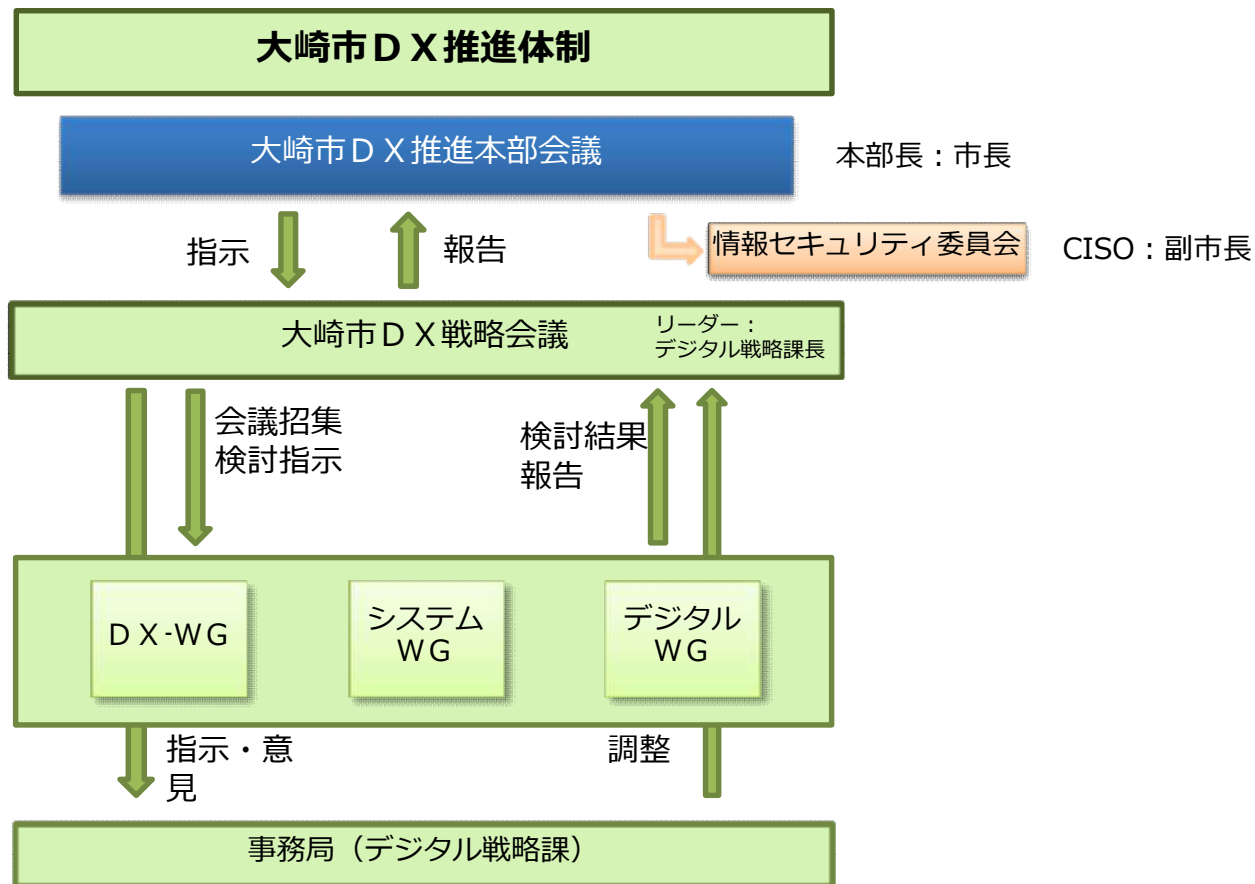 大崎市ＤＸ推進体制
大崎市ＤＸ推進本部会議
本部長：市長
指示
報告
情報セキュリティ委員会
CISO：副市長
大崎市ＤＸ戦略会議
リーダー：
デジタル戦略課長
会議招集
検討指示
検討結果
報告
ＤＸ-ＷＧ
システム
ＷＧ
デジタル
ＷＧ
指示・意
見
調整
事務局（デジタル戦略課）